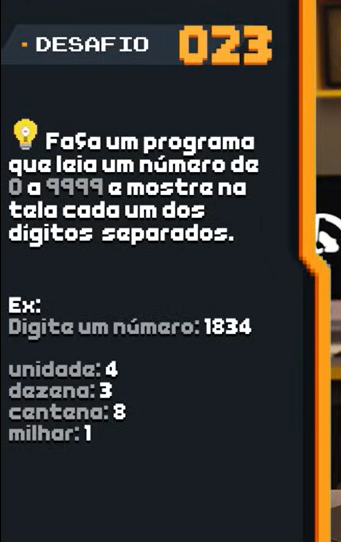 DESAFIO 023
Faça um programa
que leia um número de
0 a 9999 e mostre na
tela cada um dos
dígitos separados.
Ex:
Digite um número: 1834
unidade: 4
dezena: 3
centena: 8
milhar: 1